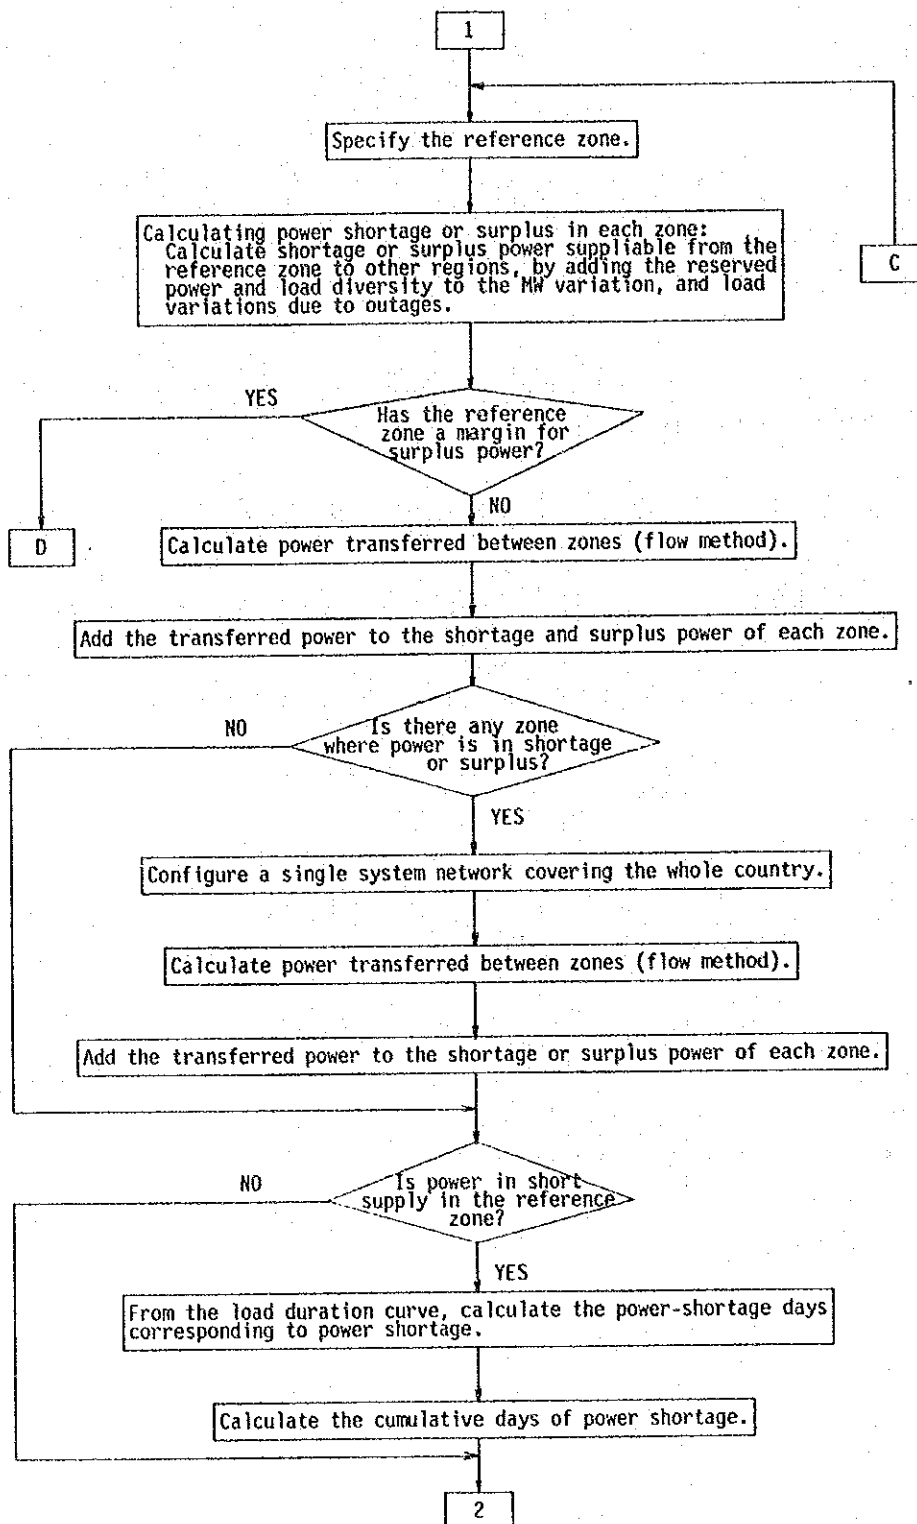 1
Specify the reference zone.
Calculating power shortage or surplus in each zone:
Calculate shortage or surplus power suppliable from the
reference zone to other regions, by adding the reserved
power and load diversity to the MW variation, and load
variations due to outages.
C
YES
Has the reference
zone a margin for
surplus power?
NO
D
Calculate power transferred between zones (flow method).
Add the transferred power to the shortage and surplus power of each zone.
NO
Is there any zone
where power is in shortage
or surplus?
YES
Configure a single system network covering the whole country.
Calculate power transferred between zones (flow method).
Add the transferred power to the shortage or surplus power of each zone.
NO
Is power in short
supply in the reference
zone?
YES
From the load duration curve, calculate the power-shortage days
corresponding to power shortage.
Calculate the cumulative days of power shortage.
2